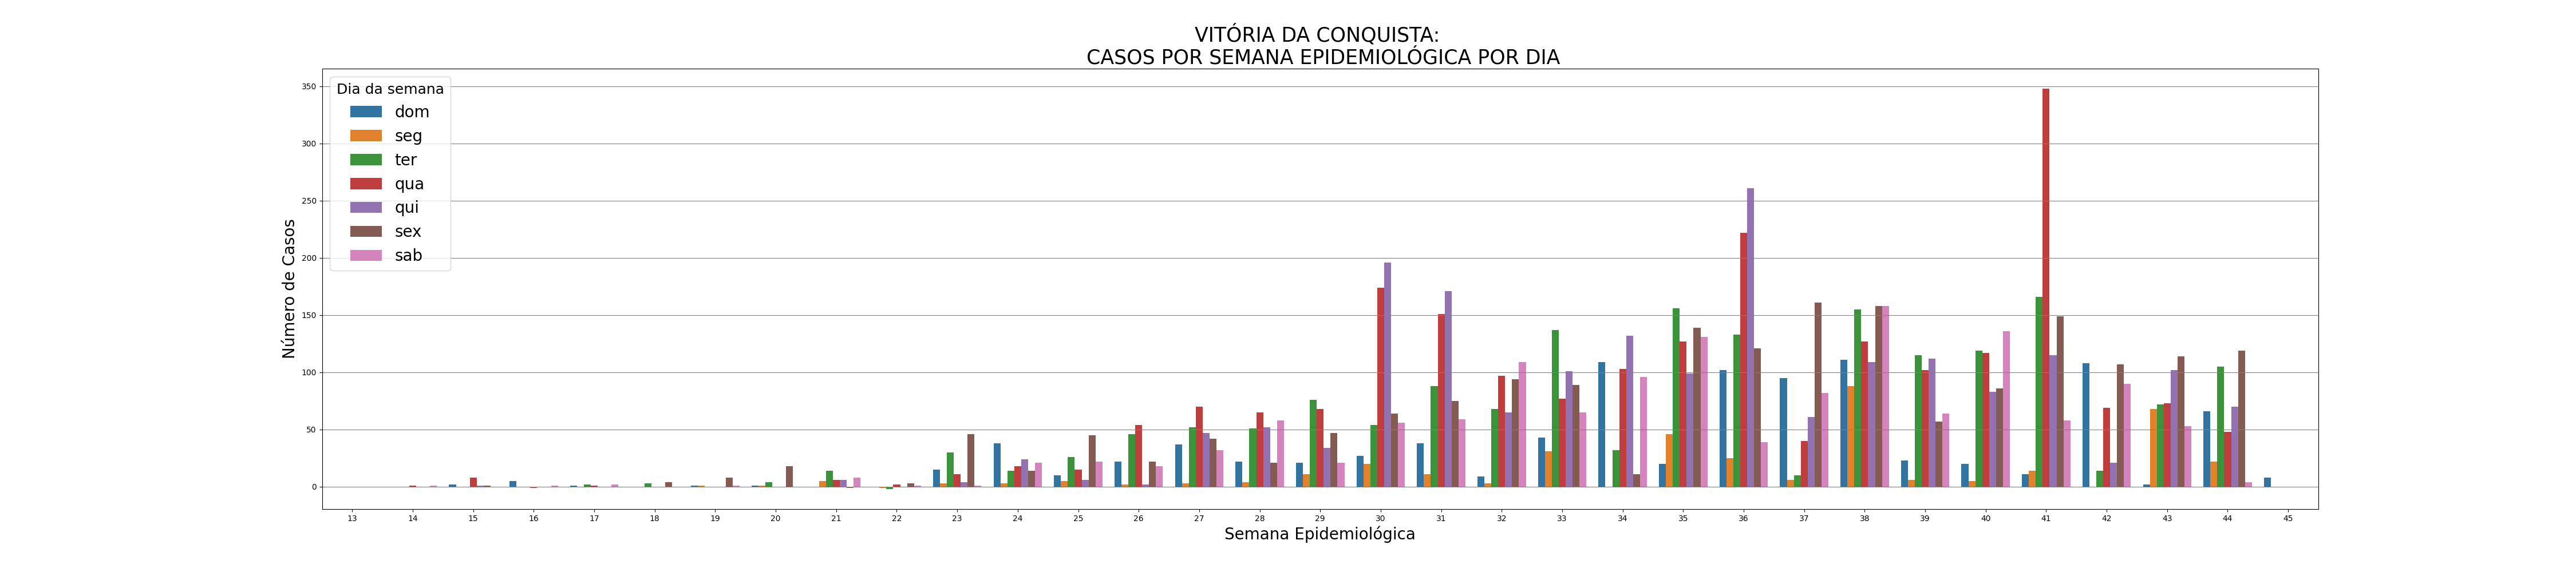 VITÓRIA DA CONQUISTA:
CASOS POR SEMANA EPIDEMIOLÓGICA POR DIA
Dia da semana
dom
seg
ter
qua
qui
sex
sab
Número de Casos
350
300
250
200
150
100
50
0
13 14 15 16 17 18 19 20 21 22 23 24 25 26 27 28 29 30 31 32 33 34 35 36 37 38 39 40 41 42 43 44 45
Semana Epidemiológica